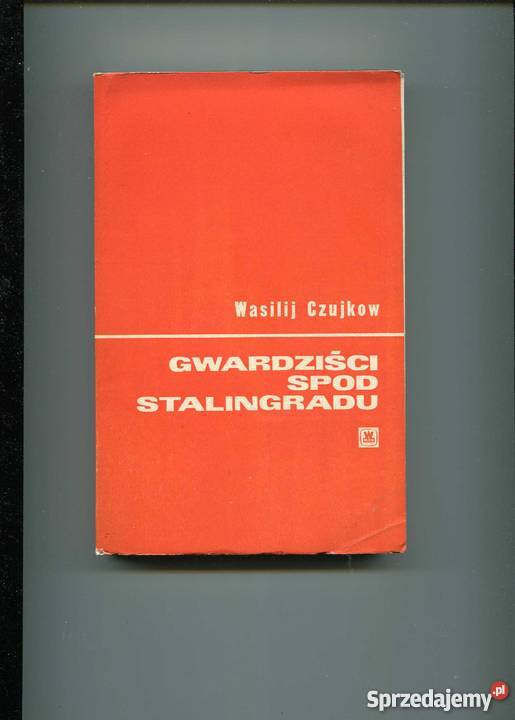 Wasilij Czujkow
GWARDZIŚCI
SPOD
STALINGRADU
Sprzedajemy.pl